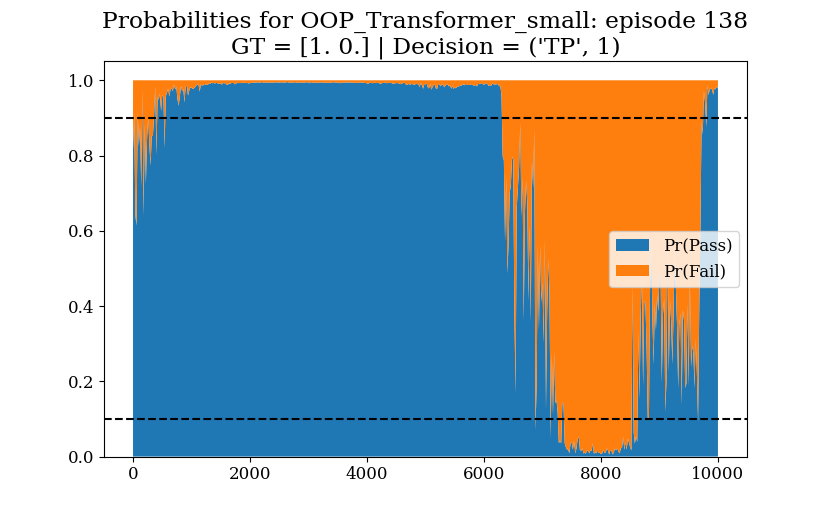 Probabilities for OOP_Transformer_small: episode 138
GT = [1. 0.] | Decision = ('TP', 1)
1.0
0.8
0.6
0.4
0.2
0.0
Pr(Pass)
Pr(Fail)
0 2000 4000 6000 8000 10000